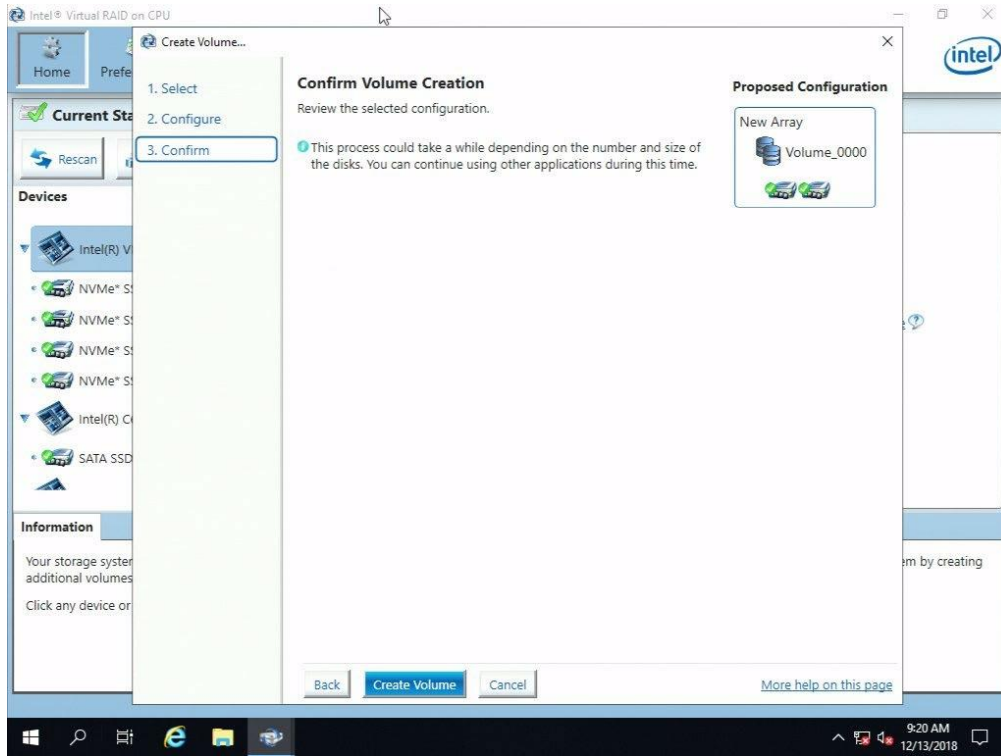 Intel® Virtual RAID on CPU
Home
Create Volume...
intel
Rescan
Devices
Intel(R)
NVMe*
NVMe*
NVMe*
NVMe*
Intel(R)
SATA SSD
1. Select
2. Configure
3. Confirm
Confirm Volume Creation
Review the selected configuration.
This process could take a while depending on the number and size of
the disks. You can continue using other applications during this time.
Proposed Configuration
New Array
Volume_0000
Current
Information
Your storage
em by creating
additional volumes
Click any device or
Back
Create Volume
Cancel
More help on this page
9:20 AM
12/13/2018